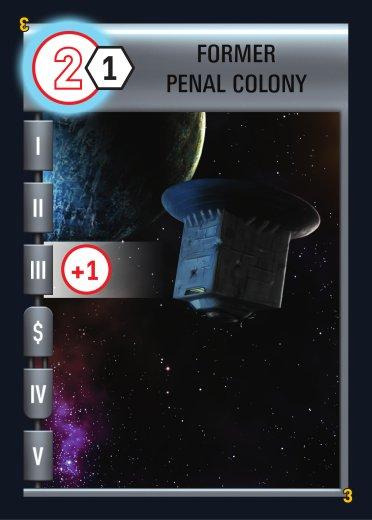 3
2 1
FORMER
PENAL COLONY
I
II
III +1
$
IV
V
3